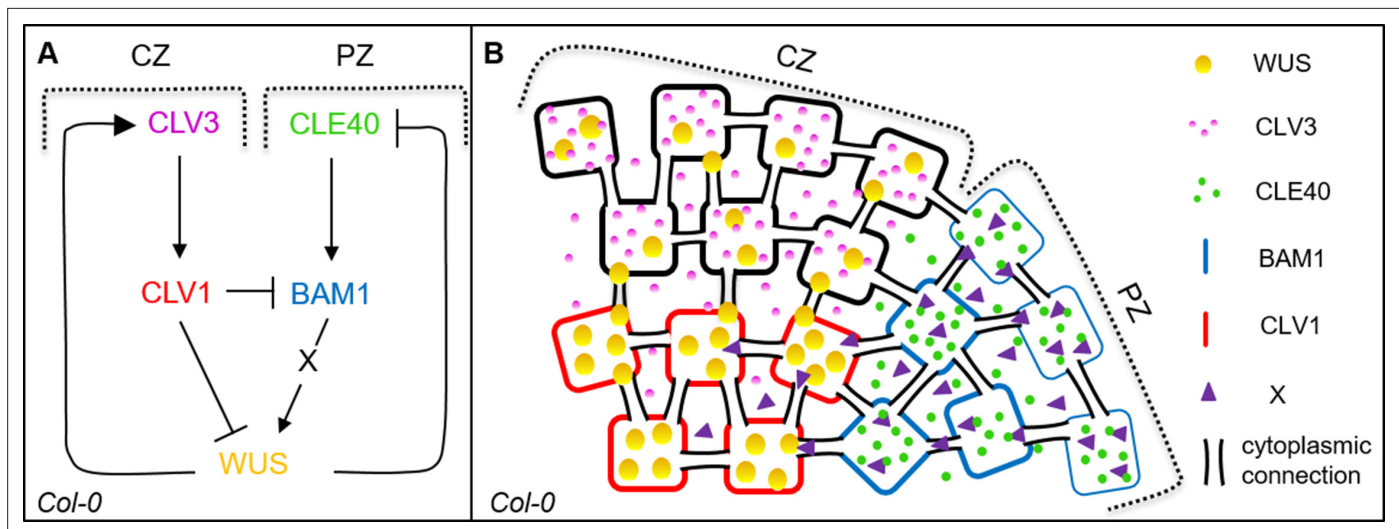 A
CZ
PZ
CLV3
CLE40
CLV1
BAM1
X
WUS
Col-0
B
CZ
PZ
WUS
CLV3
CLE40
BAM1
CLV1
X
cytoplasmic
connection
Col-0